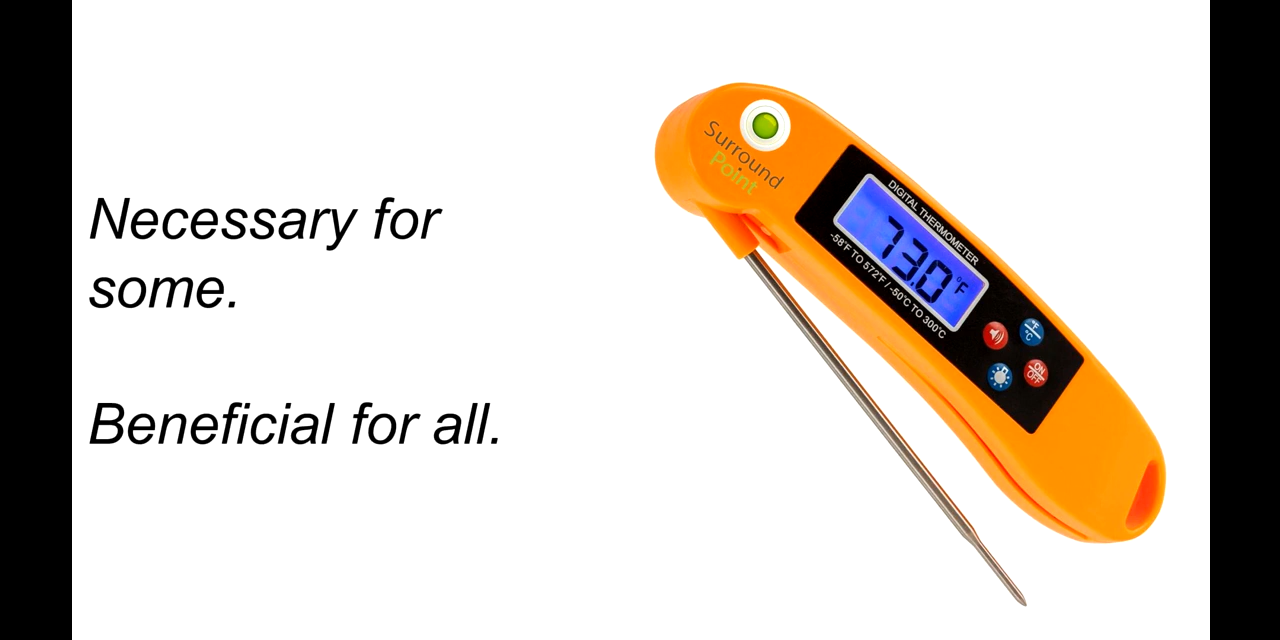 Necessary for
some.
Beneficial for all.
Surround
Point
DIGITAL THERMOMETER
73.0 °F
-58°F TO 572°F / -50°C TO 300°C
°F
°C
ON
OFF